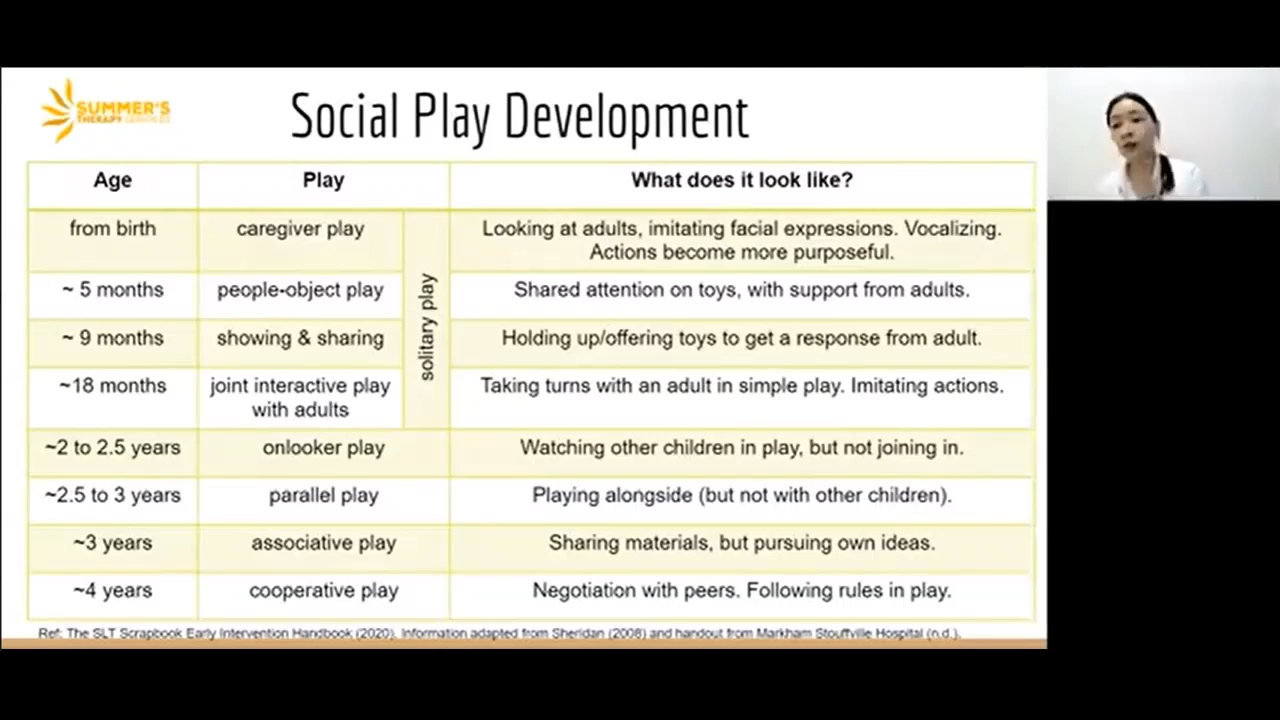 SUMMER'S
THERAPY SERVICES
Social Play Development
Age Play What does it look like?
from birth caregiver play Looking at adults, imitating facial expressions. Vocalizing.
Actions become more purposeful.
~ 5 months people-object play Shared attention on toys, with support from adults.
~ 9 months showing & sharing Holding up/offering toys to get a response from adult.
~18 months joint interactive play Taking turns with an adult in simple play. Imitating actions.
with adults
solitary play
~2 to 2.5 years onlooker play Watching other children in play, but not joining in.
~2.5 to 3 years parallel play Playing alongside (but not with other children).
~3 years associative play Sharing materials, but pursuing own ideas.
~4 years cooperative play Negotiation with peers. Following rules in play.
Ref: The SLT Scrapbook Early Intervention Handbook (2020). Information adapted from Sheridan (2008) and handout from Markham Stouffville Hospital (n.d.).